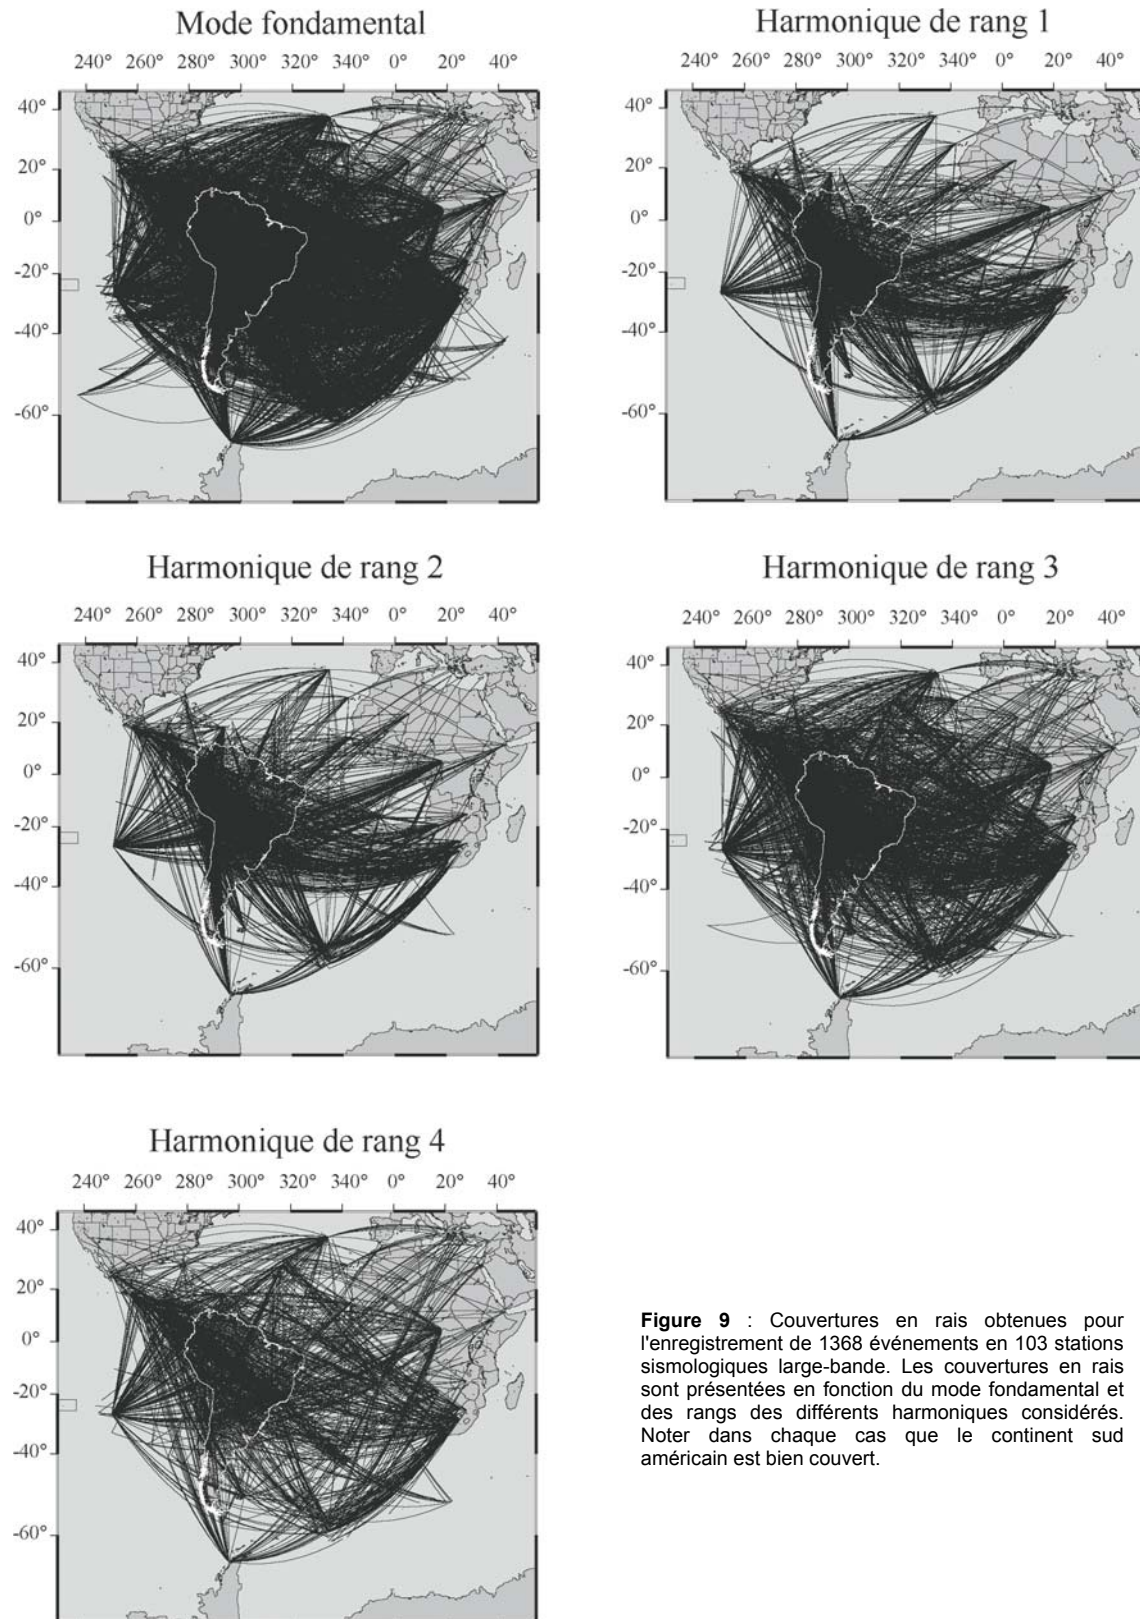 Mode fondamental
240° 260° 280° 300° 320° 340° 0° 20° 40°
40°
20°
0°
-20°
-40°
-60°
Harmonique de rang 1
240° 260° 280° 300° 320° 340° 0° 20° 40°
40°
20°
0°
-20°
-40°
-60°
Harmonique de rang 2
240° 260° 280° 300° 320° 340° 0° 20° 40°
40°
20°
0°
-20°
-40°
-60°
Harmonique de rang 3
240° 260° 280° 300° 320° 340° 0° 20° 40°
40°
20°
0°
-20°
-40°
-60°
Harmonique de rang 4
240° 260° 280° 300° 320° 340° 0° 20° 40°
40°
20°
0°
-20°
-40°
-60°
Figure 9 : Couvertures en rais obtenues pour
l'enregistrement de 1368 événements en 103 stations
sismologiques large-bande. Les couvertures en rais
sont présentées en fonction du mode fondamental et
des rangs des différents harmoniques considérés.
Noter dans chaque cas que le continent sud
américain est bien couvert.